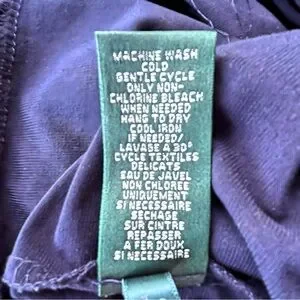 MACHINE WASH
COLD
GENTLE CYCLE
ONLY NON-
CHLORINE BLEACH
WHEN NEEDED
HANG TO DRY
COOL IRON
IF NEEDED/
LAVABLE A 30°
CYCLE TEXTILES
DELICATS
EAU DE JAVEL
NON CHLOREE
UNIQUEMENT
SI NECESSAIRE
SECHAGE
SUR CINTRE
REPASSER
A FER DOUX
SI NECESSAIRE